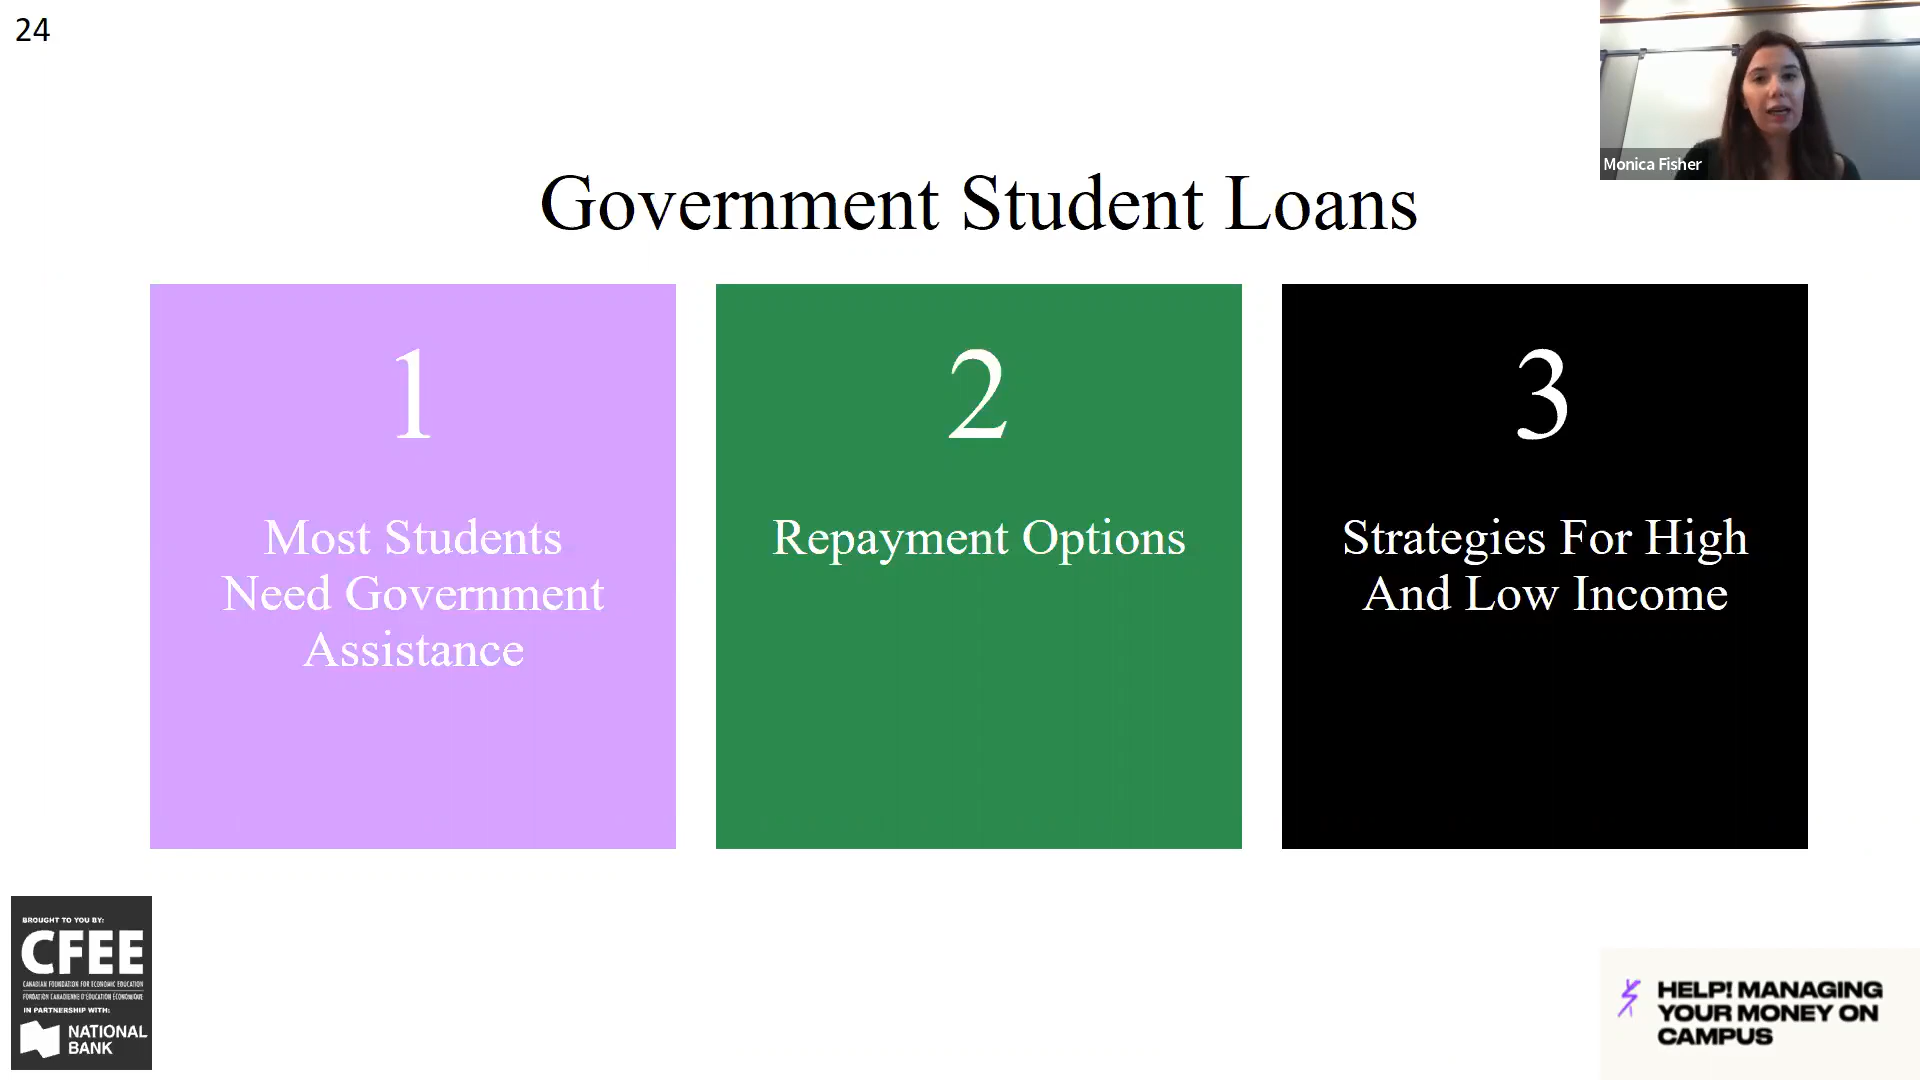 24
Monica Fisher
Government Student Loans
1
Most Students
Need Government
Assistance
2
Repayment Options
3
Strategies For High
And Low Income
BROUGHT TO YOU BY:
CFEE
CANADIAN FOUNDATION FOR ECONOMIC EDUCATION
FONDATION CANADIENNE D'ÉDUCATION ÉCONOMIQUE
IN PARTNERSHIP WITH:
NATIONAL
BANK
HELP! MANAGING
YOUR MONEY ON
CAMPUS